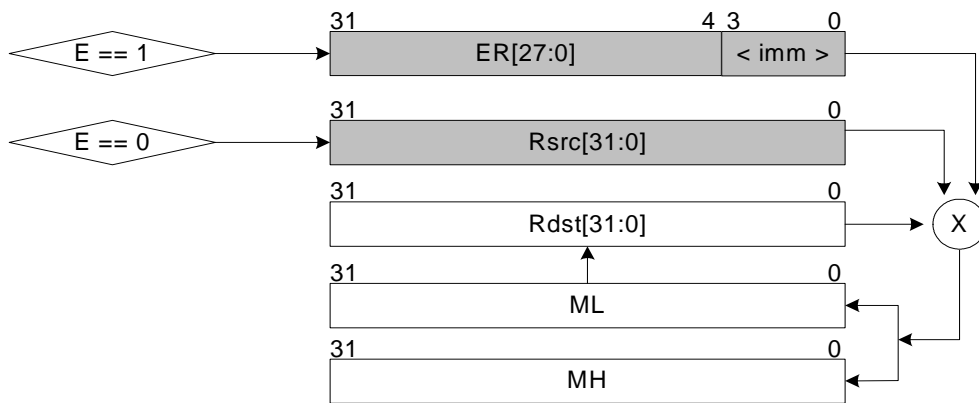 31 4 3 0
E == 1 ER[27:0] < imm >
31 0
E == 0 Rsrc[31:0]
31 0
Rdst[31:0] X
31 0
ML
31 0
MH